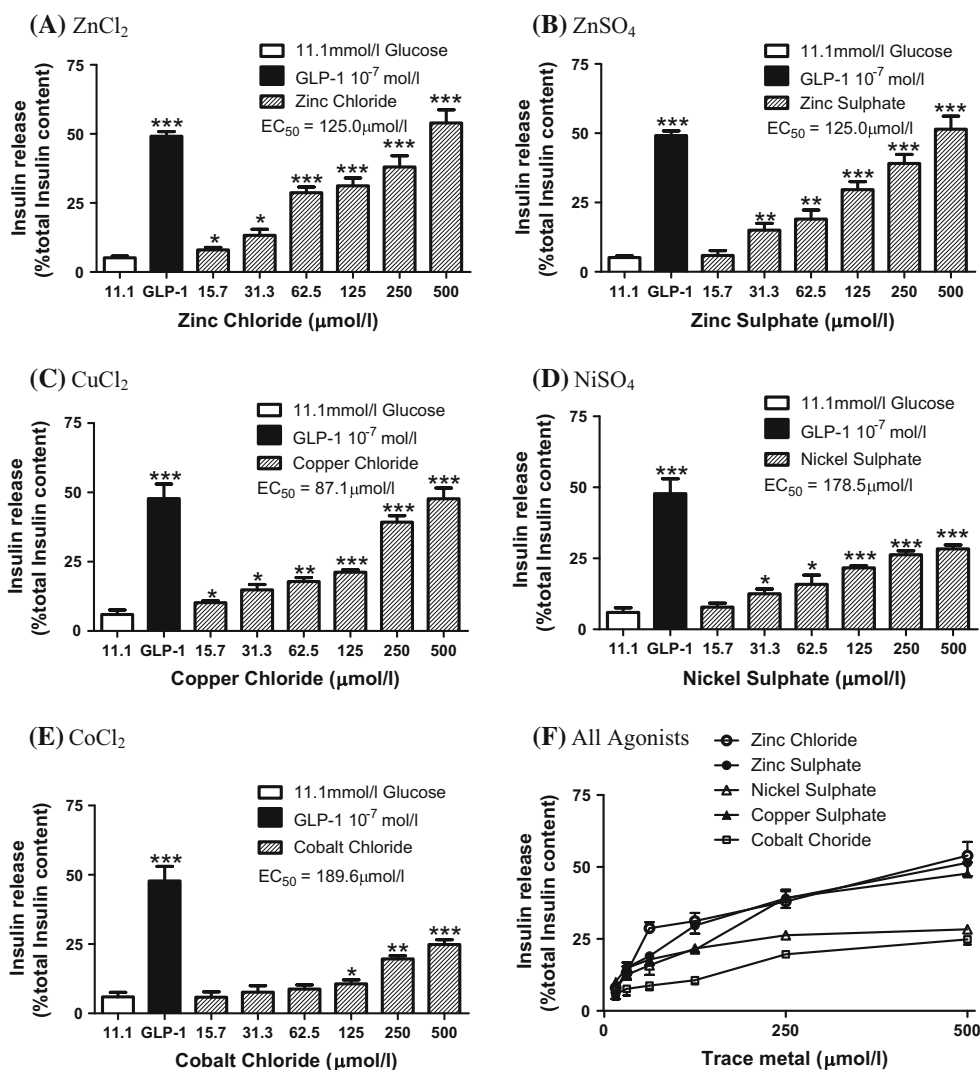 (A) ZnCl2
11.1mmol/l Glucose
GLP-1 10-7 mol/l
Zinc Chloride
EC50 = 125.0μmol/l
Insulin release
(%total Insulin content)
75
50
25
0
*** * * *** *** *** ***
11.1 GLP-1 15.7 31.3 62.5 125 250 500
Zinc Chloride (μmol/l)
(B) ZnSO4
11.1mmol/l Glucose
GLP-1 10-7 mol/l
Zinc Sulphate
EC50 = 125.0μmol/l
Insulin release
(%total Insulin content)
75
50
25
0
*** ** ** *** *** ***
11.1 GLP-1 15.7 31.3 62.5 125 250 500
Zinc Sulphate (μmol/l)
(C) CuCl2
11.1mmol/l Glucose
GLP-1 10-7 mol/l
Copper Chloride
EC50 = 87.1μmol/l
Insulin release
(%total Insulin content)
75
50
25
0
*** * * ** *** *** ***
11.1 GLP-1 15.7 31.3 62.5 125 250 500
Copper Chloride (μmol/l)
(D) NiSO4
11.1mmol/l Glucose
GLP-1 10-7 mol/l
Nickel Sulphate
EC50 = 178.5μmol/l
Insulin release
(%total Insulin content)
75
50
25
0
*** * * *** *** ***
11.1 GLP-1 15.7 31.3 62.5 125 250 500
Nickel Sulphate (μmol/l)
(E) CoCl2
11.1mmol/l Glucose
GLP-1 10-7 mol/l
Cobalt Chloride
EC50 = 189.6μmol/l
Insulin release
(%total Insulin content)
75
50
25
0
*** * ** ***
11.1 GLP-1 15.7 31.3 62.5 125 250 500
Cobalt Chloride (μmol/l)
(F) All Agonists
Zinc Chloride
Zinc Sulphate
Nickel Sulphate
Copper Sulphate
Cobalt Choride
Insulin release
(%total Insulin content)
75
50
25
0
0 250 500
Trace metal (μmol/l)